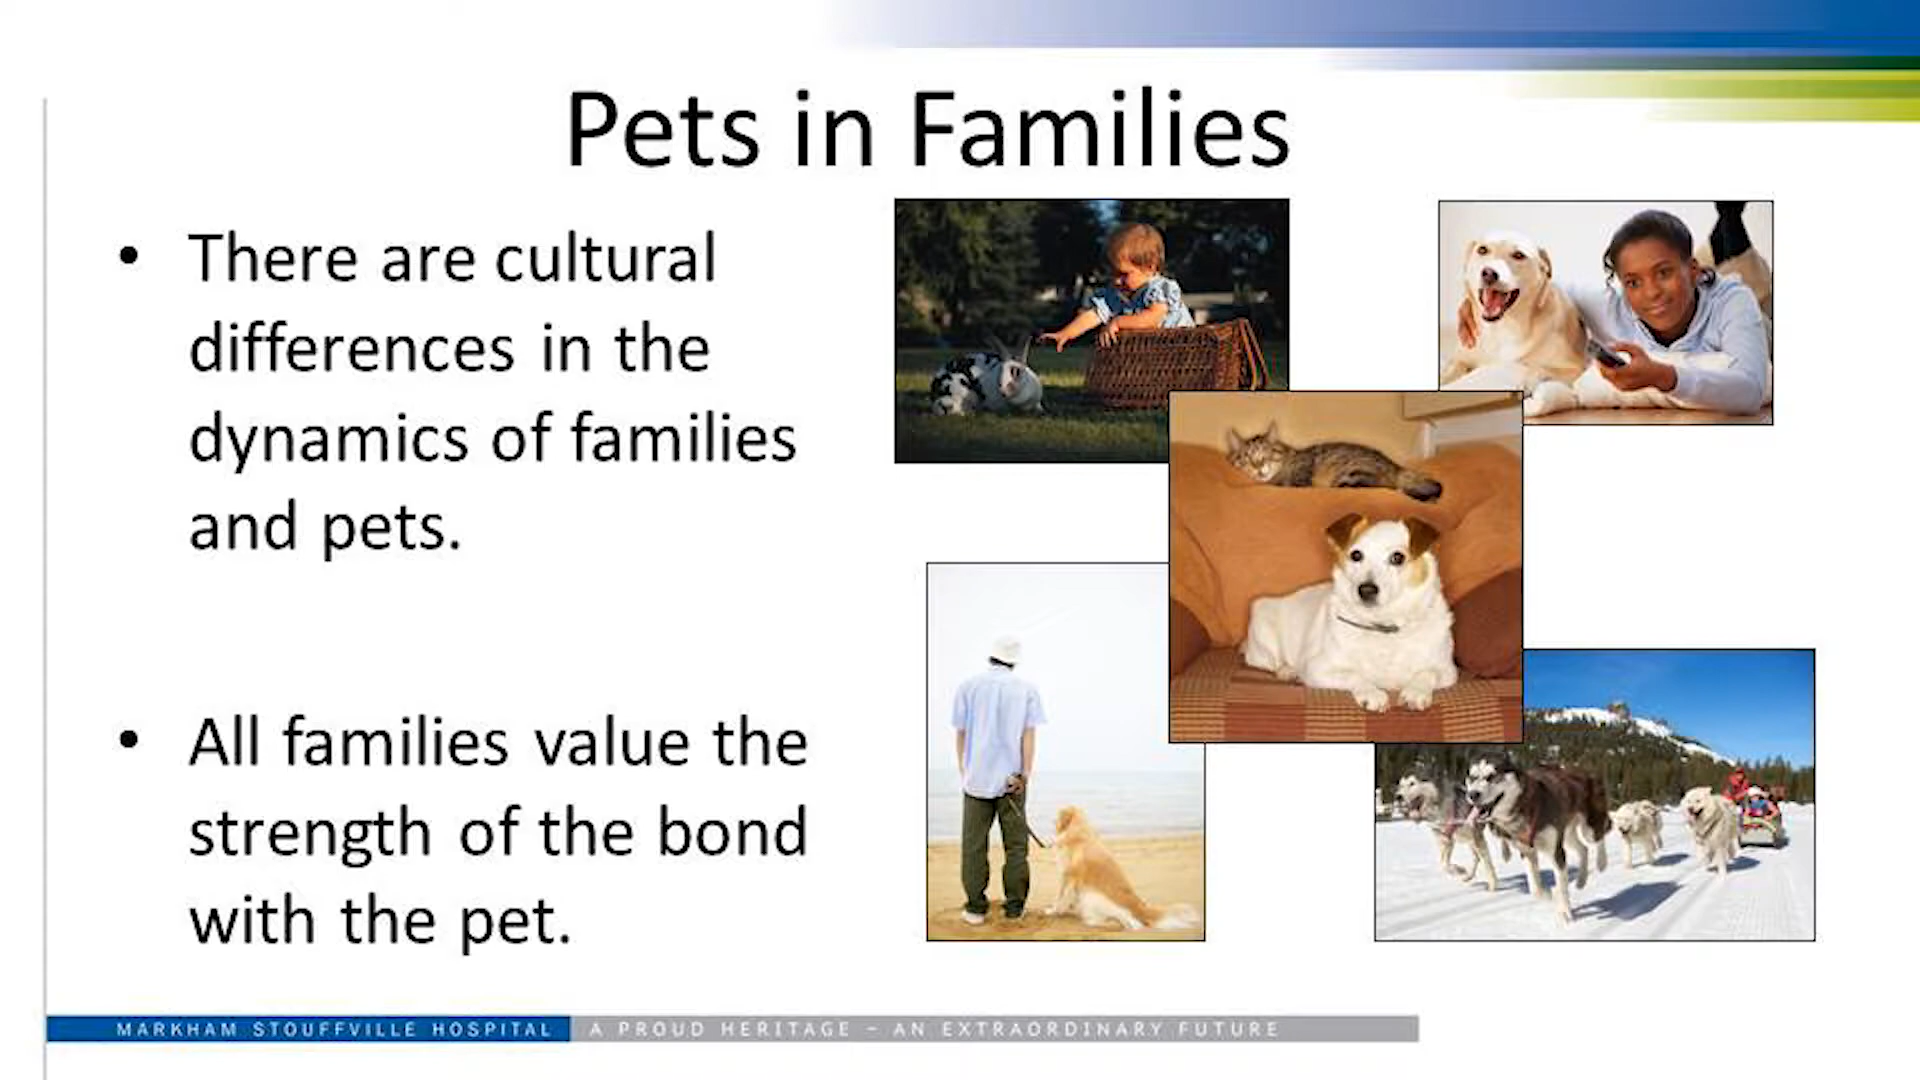 Pets in Families
• There are cultural
differences in the
dynamics of families
and pets.
• All families value the
strength of the bond
with the pet.
MARKHAM STOUFFVILLE HOSPITAL A PROUD HERITAGE – AN EXTRAORDINARY FUTURE